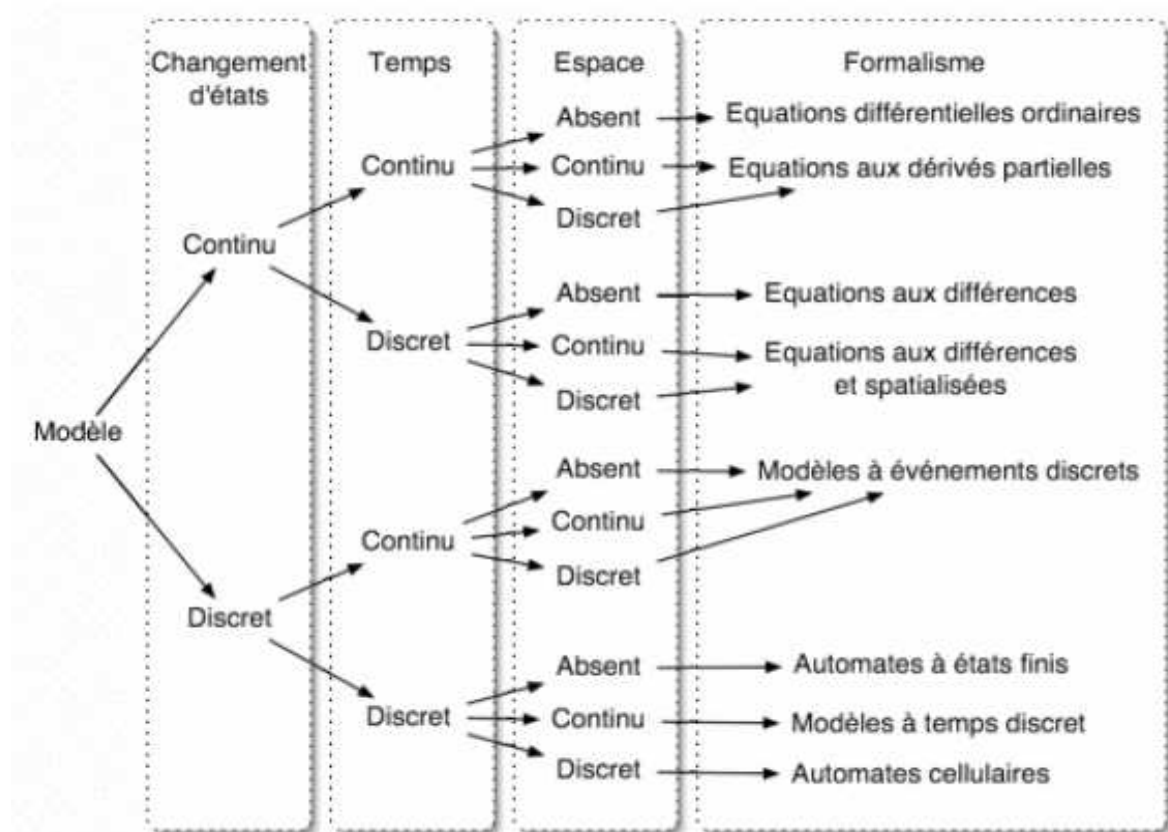 Changement
d'états
Temps
Espace
Formalisme
Absent
Equations différentielles ordinaires
Continu
Continu
Equations aux dérivés partielles
Discret
Continu
Absent
Equations aux différences
Discret
Continu
Equations aux différences
et spatialisées
Discret
Modèle
Absent
Modèles à événements discrets
Continu
Continu
Discret
Discret
Absent
Automates à états finis
Discret
Continu
Modèles à temps discret
Discret
Automates cellulaires